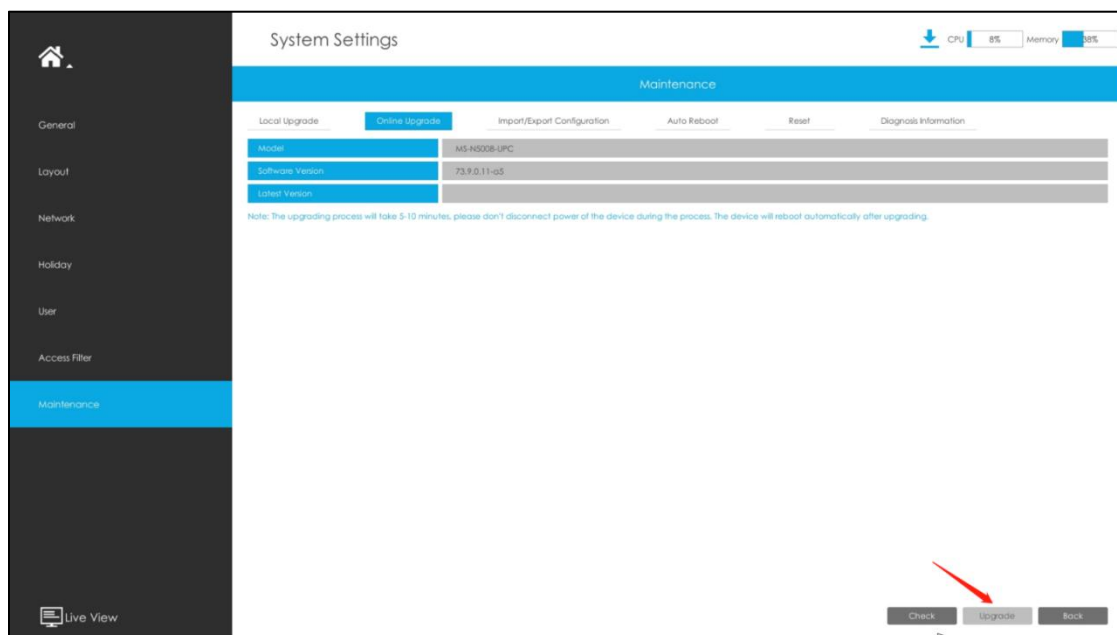 System Settings
CPU 8% Memory 38%
Maintenance
General
Layout
Network
Holiday
User
Access Filter
Maintenance
Live View
Local Upgrade Online Upgrade Import/Export Configuration Auto Reboot Reset Diagnosis Information
Model MS-N5008-UPC
Software Version 73.9.0.11-a5
Latest Version
Note: The upgrading process will take 5-10 minutes, please don't disconnect power of the device during the process. The device will reboot automatically after upgrading.
Check Upgrade Back